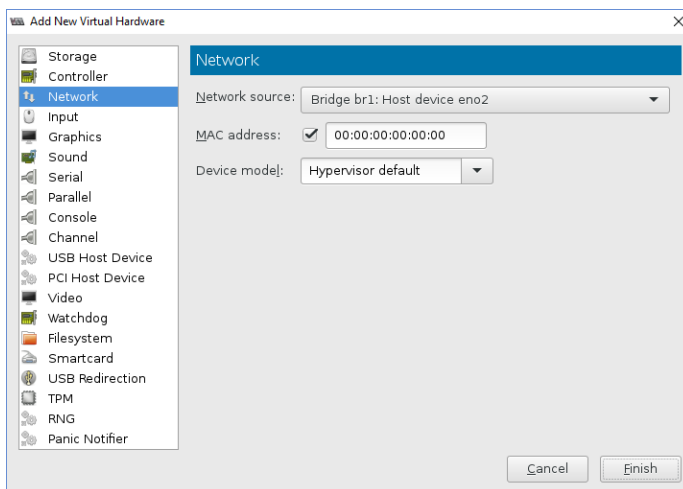 Add New Virtual Hardware
Storage
Controller
Network
Input
Graphics
Sound
Serial
Parallel
Console
Channel
USB Host Device
PCI Host Device
Video
Watchdog
Filesystem
Smartcard
USB Redirection
TPM
RNG
Panic Notifier
Network
Network source: Bridge br1: Host device eno2
MAC address: 00:00:00:00:00:00
Device model: Hypervisor default
Cancel Finish